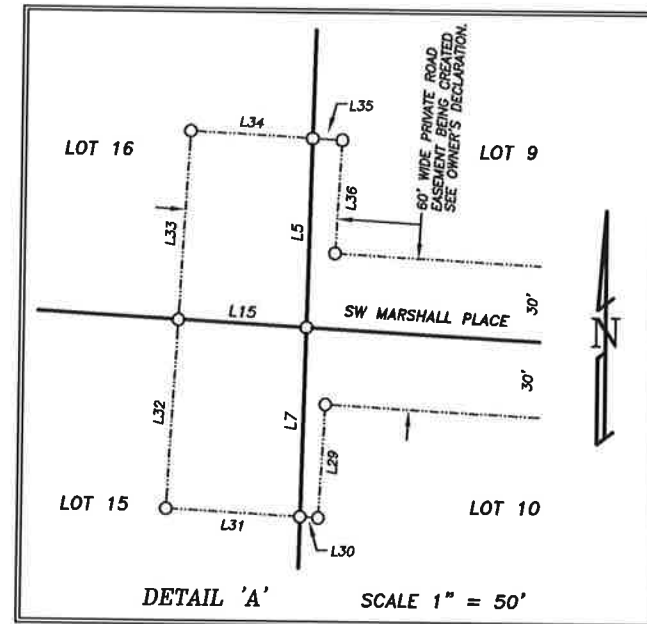 60' WIDE PRIVATE ROAD
EASEMENT BEING CREATED
SEE OWNER'S DECLARATION.
L35
L34
LOT 16
LOT 9
L36
L33
L5
30'
L15
SW MARSHALL PLACE
N
30'
L32
L7
L29
LOT 15
L31
LOT 10
L30
DETAIL 'A'
SCALE 1" = 50'